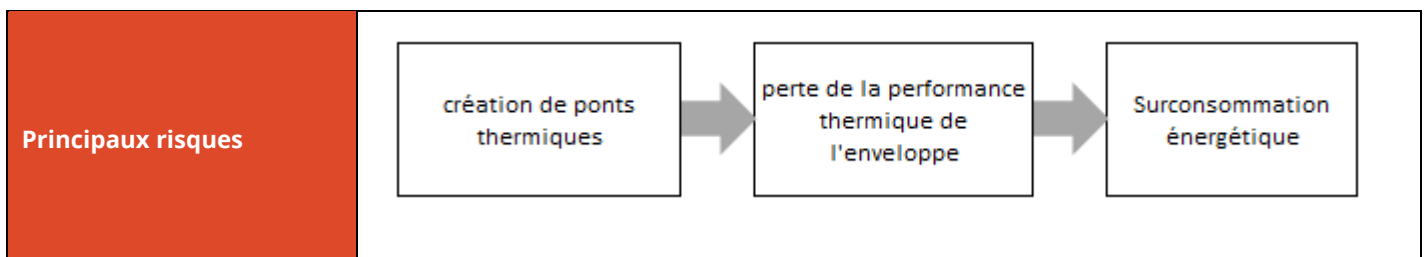 Principaux risques
création de ponts
thermiques
perte de la performance
thermique de
l'enveloppe
Surconsommation
énergétique